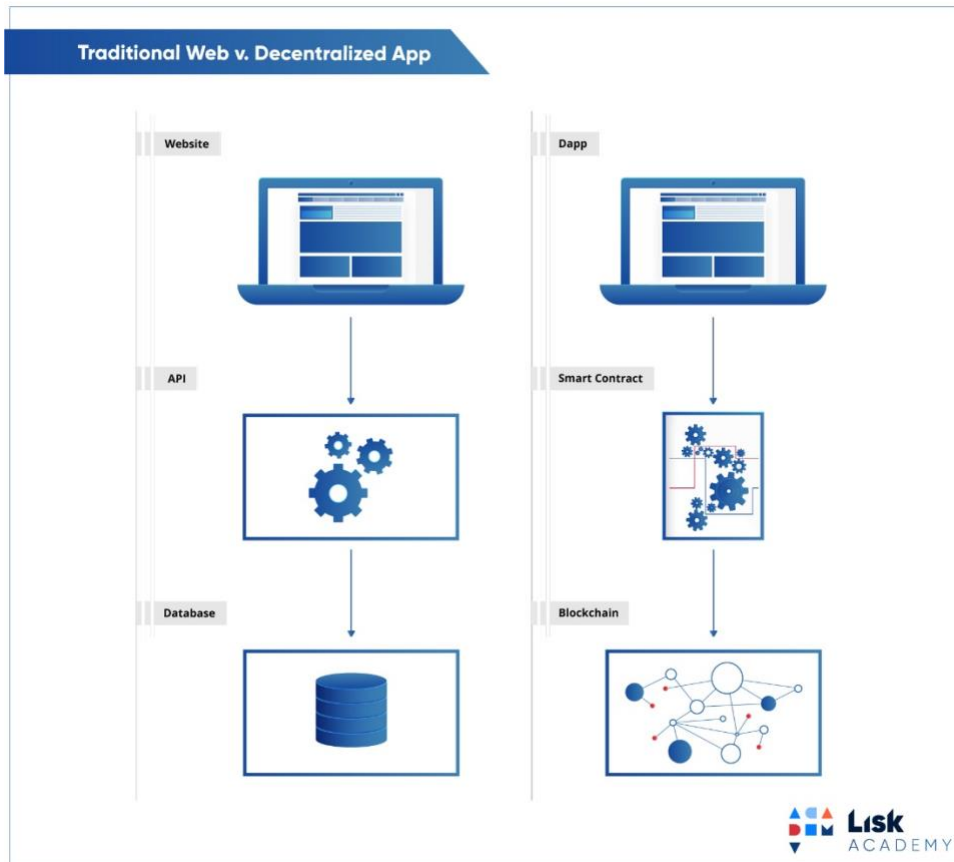 Traditional Web v. Decentralized App
Website
Dapp
API
Smart Contract
Database
Blockchain
Lisk
ACADEMY